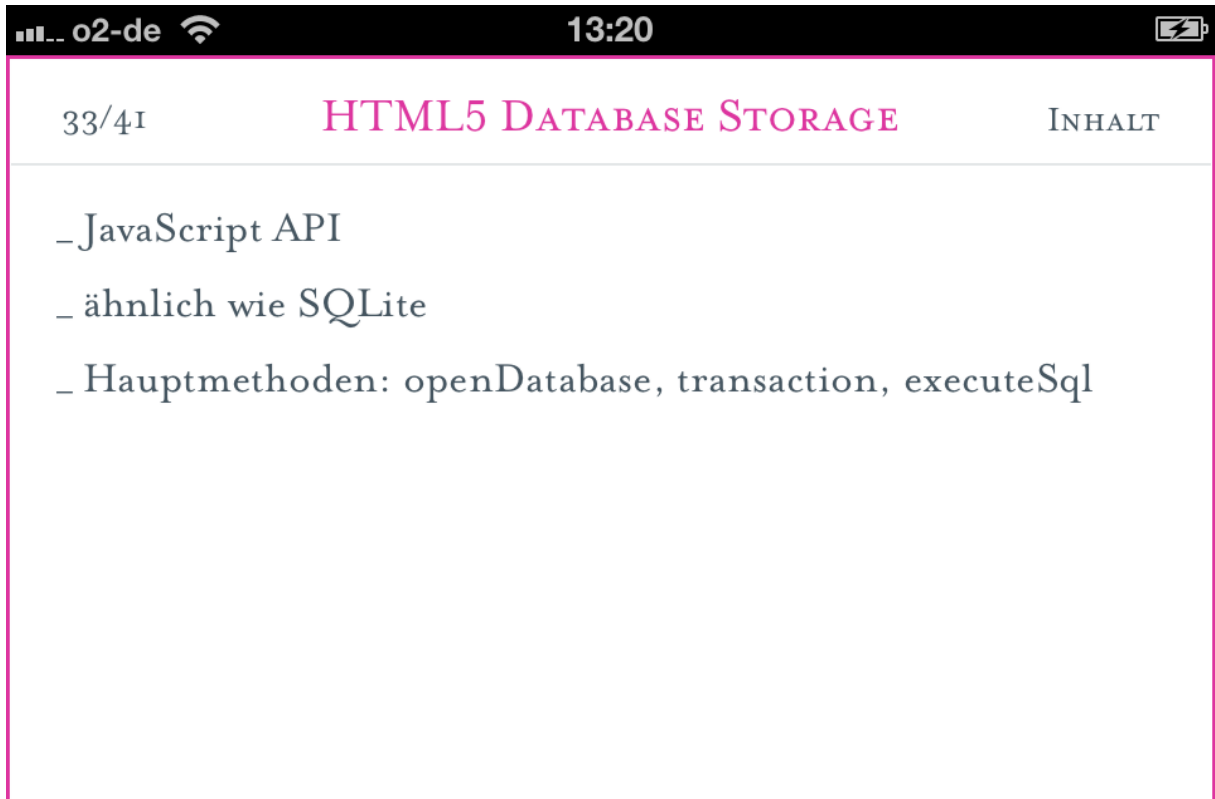 o2-de 13:20
33/41 HTML5 Database Storage Inhalt
_ JavaScript API
_ ähnlich wie SQLite
_ Hauptmethoden: openDatabase, transaction, executeSql